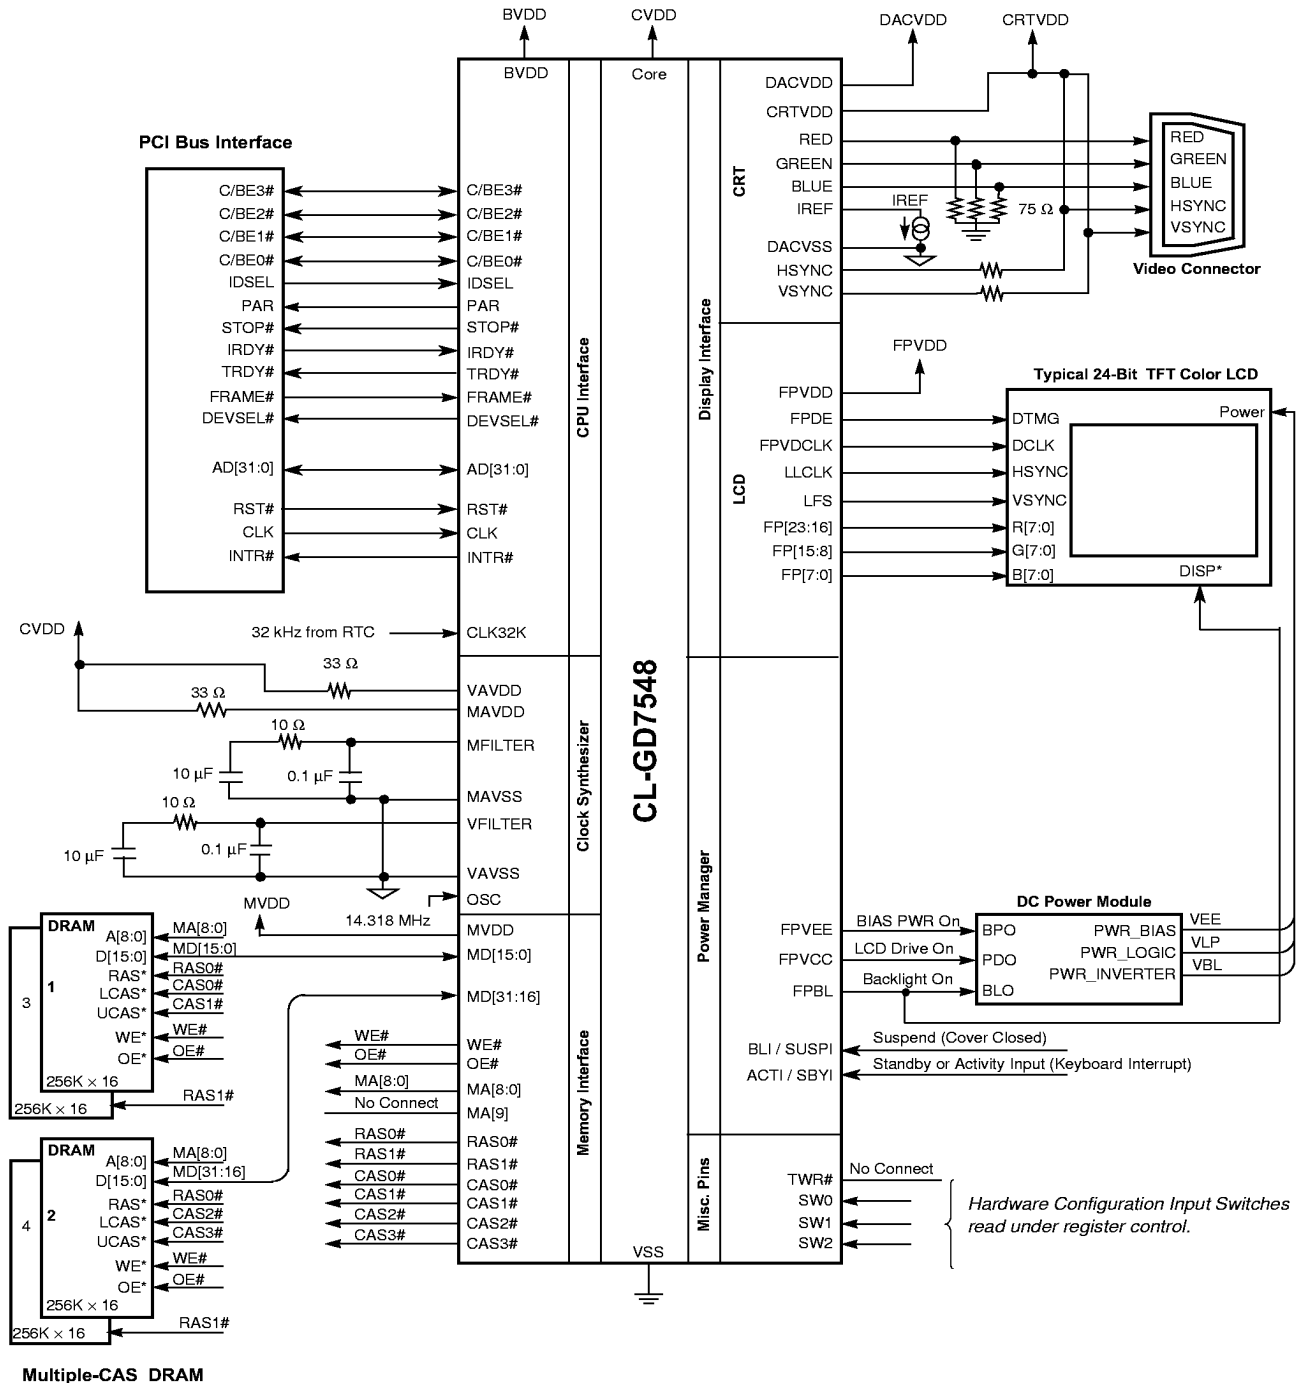 BVDD
CVDD
DACVDD
CRTVDD
BVDD
Core
PCI Bus Interface
C/BE3#
C/BE2#
C/BE1#
C/BE0#
IDSEL
PAR
STOP#
IRDY#
TRDY#
FRAME#
DEVSEL#
AD[31:0]
RST#
CLK
INTR#
C/BE3#
C/BE2#
C/BE1#
C/BE0#
IDSEL
PAR
STOP#
IRDY#
TRDY#
FRAME#
DEVSEL#
AD[31:0]
RST#
CLK
INTR#
32 kHz from RTC
CLK32K
CPU Interface
CVDD
33 Ω
33 Ω
VAVDD
MAVDD
10 Ω
MFILTER
10 µF
0.1 µF
MAVSS
10 Ω
VFILTER
10 µF
0.1 µF
VAVSS
OSC
14.318 MHz
Clock Synthesizer
MVDD
MVDD
MD[15:0]
MD[31:16]
WE#
WE#
OE#
OE#
MA[8:0]
MA[8:0]
No Connect
MA[9]
RAS0#
RAS0#
RAS1#
RAS1#
CAS0#
CAS0#
CAS1#
CAS1#
CAS2#
CAS2#
CAS3#
CAS3#
Memory Interface
DRAM
A[8:0]
MA[8:0]
D[15:0]
MD[15:0]
RAS*
RAS0#
LCAS*
CAS0#
UCAS*
CAS1#
WE*
WE#
OE*
OE#
1
3
256K × 16
256K × 16
RAS1#
DRAM
A[8:0]
MA[8:0]
D[15:0]
MD[31:16]
RAS*
RAS0#
LCAS*
CAS2#
UCAS*
CAS3#
WE*
WE#
OE*
OE#
2
4
256K × 16
256K × 16
RAS1#
Multiple-CAS DRAM
CL-GD7548
VSS
Display Interface
CRT
DACVDD
CRTVDD
RED
GREEN
BLUE
IREF
IREF
75 Ω
DACVSS
HSYNC
VSYNC
RED
GREEN
BLUE
HSYNC
VSYNC
Video Connector
LCD
FPVDD
FPVDD
FPDE
FPVDCLK
LLCLK
LFS
FP[23:16]
FP[15:8]
FP[7:0]
Typical 24-Bit TFT Color LCD
Power
DTMG
DCLK
HSYNC
VSYNC
R[7:0]
G[7:0]
B[7:0]
DISP*
Power Manager
FPVEE
BIAS PWR On
FPVCC
LCD Drive On
FPBL
Backlight On
DC Power Module
BPO
PDO
BLO
PWR_BIAS
PWR_LOGIC
PWR_INVERTER
VEE
VLP
VBL
BLI / SUSPI
Suspend (Cover Closed)
ACTI / SBYI
Standby or Activity Input (Keyboard Interrupt)
Misc. Pins
TWR#
No Connect
SW0
SW1
SW2
Hardware Configuration Input Switches
read under register control.